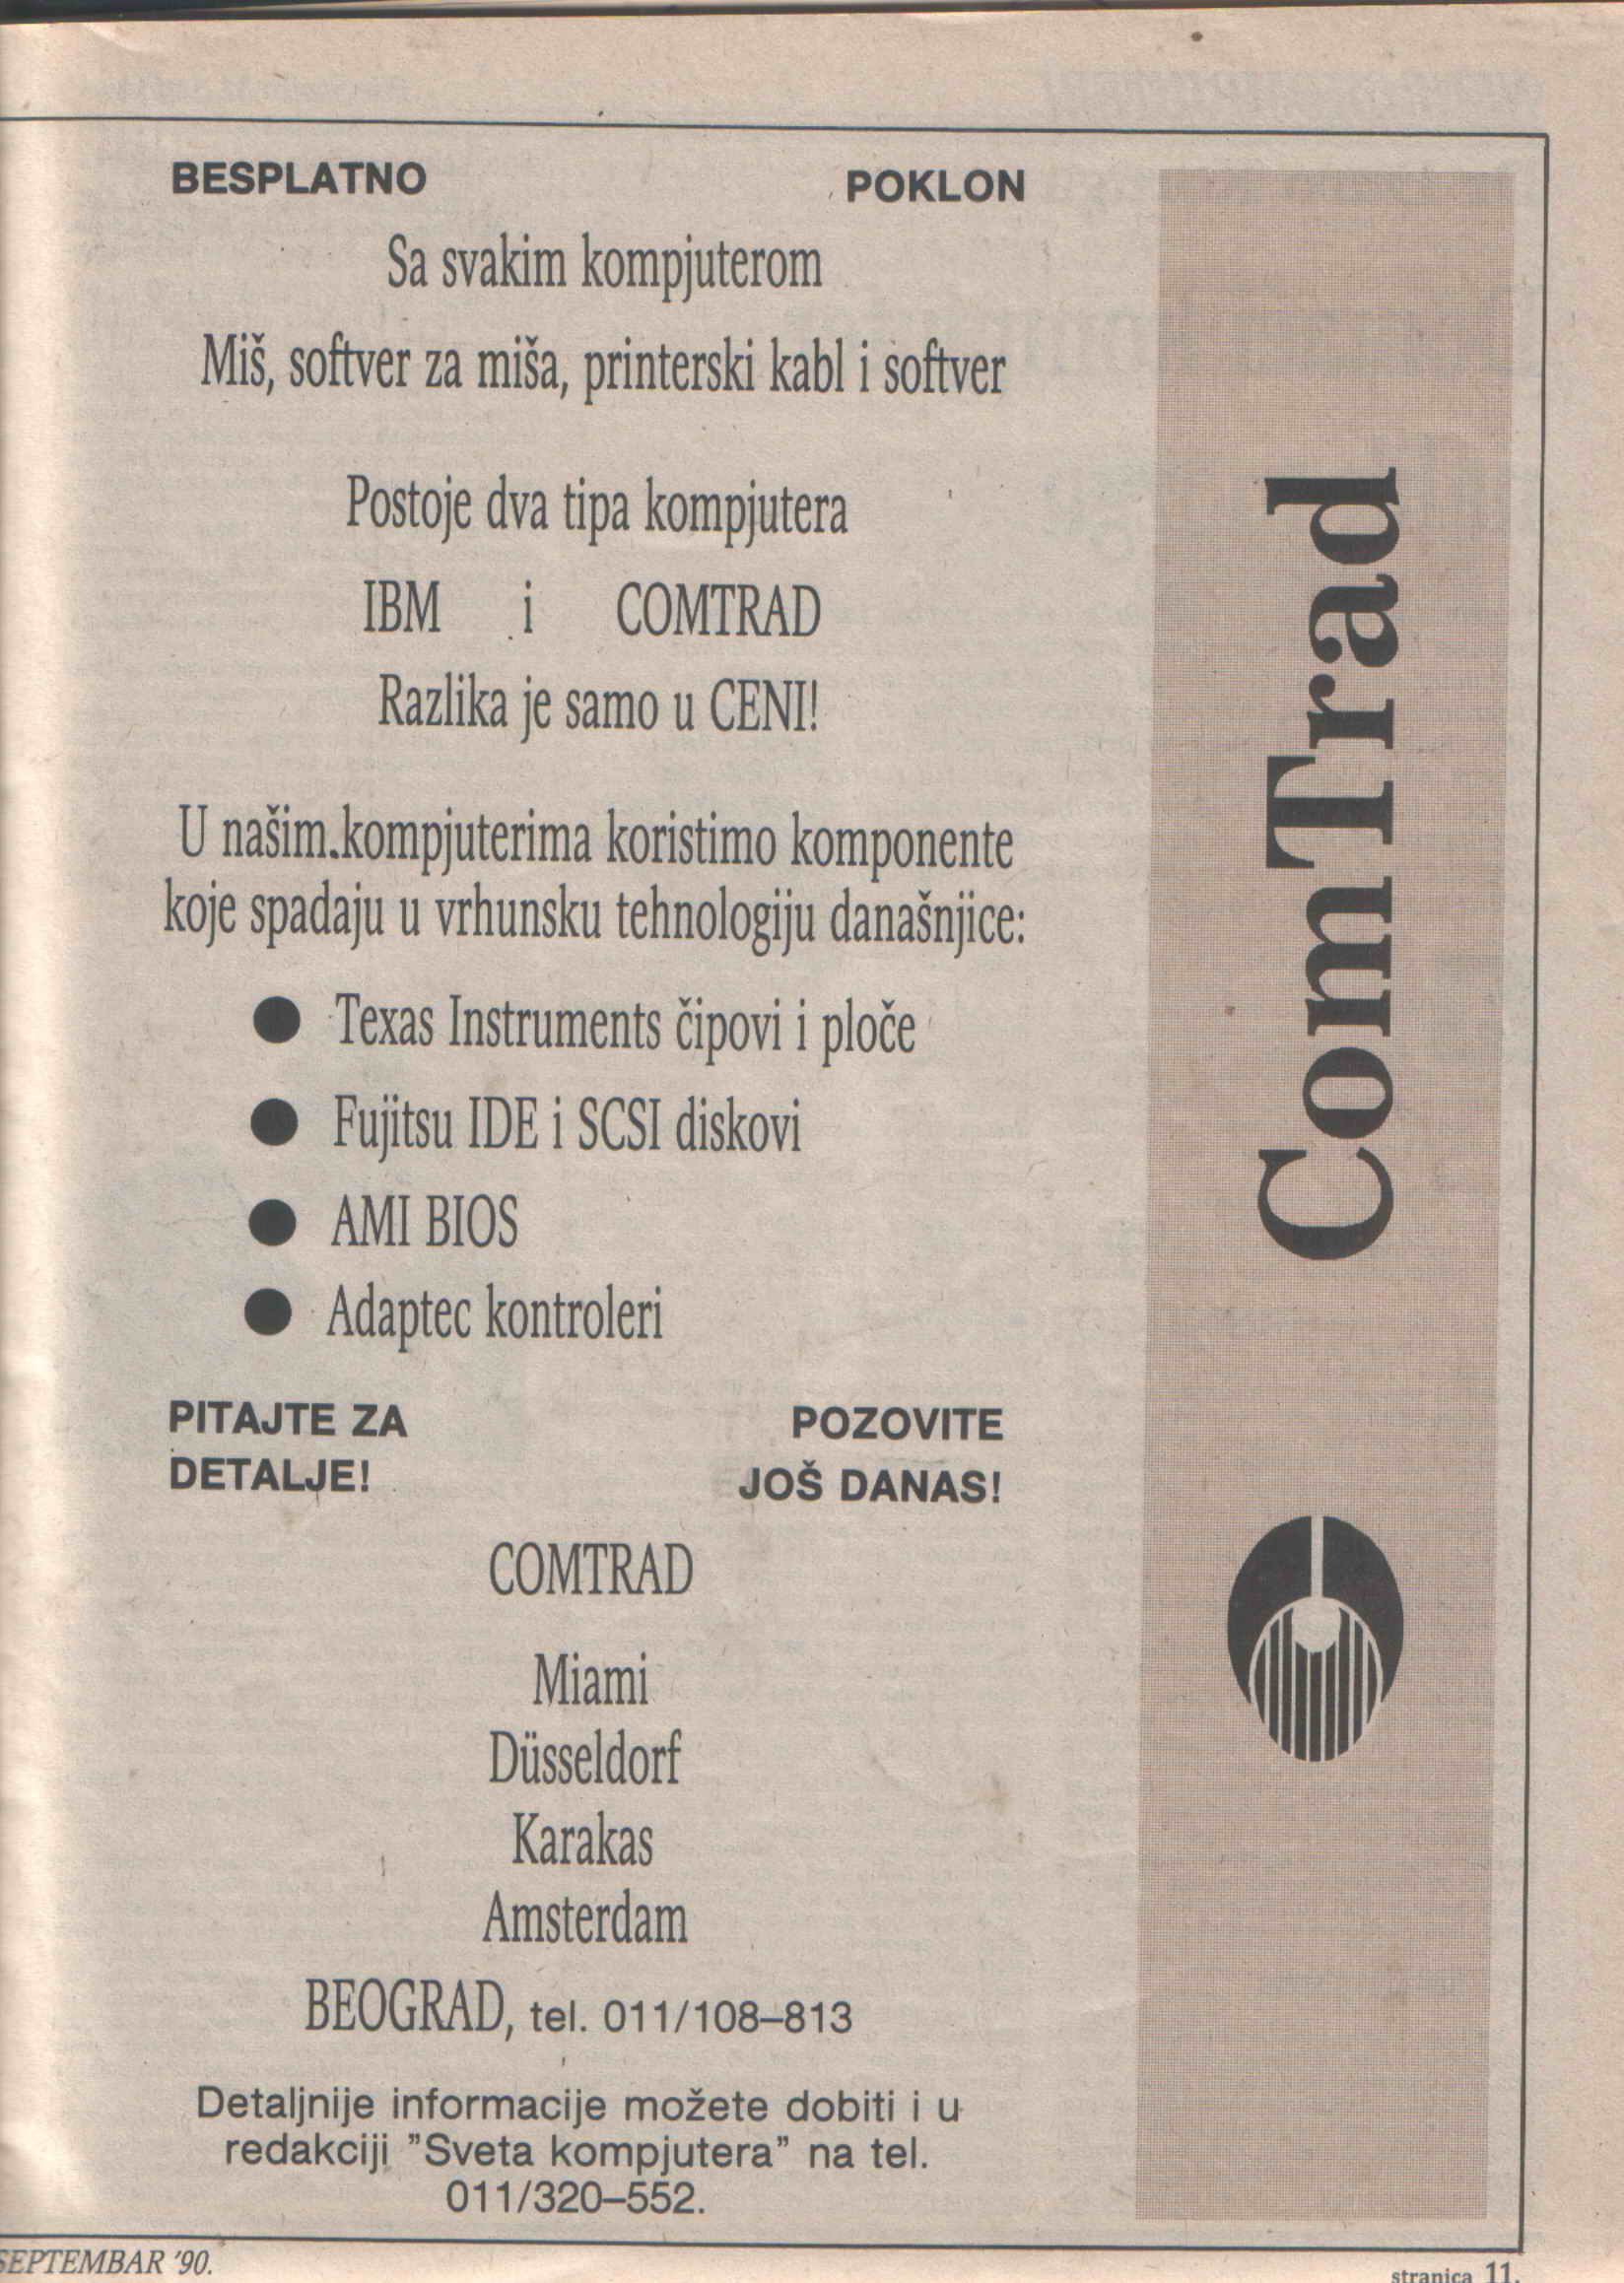 BESPLATNO POKLON
Sa svakim kompjuterom
Miš, softver za miša, printerski kabl i softver
Postoje dva tipa kompjutera
IBM i COMTRAD
Razlika je samo u CENI!
U našim.kompjuterima koristimo komponente
koje spadaju u vrhunsku tehnologiju današnjice:
● Texas Instruments čipovi i ploče
● Fujitsu IDE i SCSI diskovi
● AMI BIOS
● Adaptec kontroleri
PITAJTE ZA
DETALJE!
POZOVITE
JOŠ DANAS!
COMTRAD
Miami
Düsseldorf
Karakas
Amsterdam
BEOGRAD, tel. 011/108–813
Detaljnije informacije možete dobiti i u
redakciji ”Sveta kompjutera” na tel.
011/320–552.
ComTrad
SEPTEMBAR '90.
stranica 11.